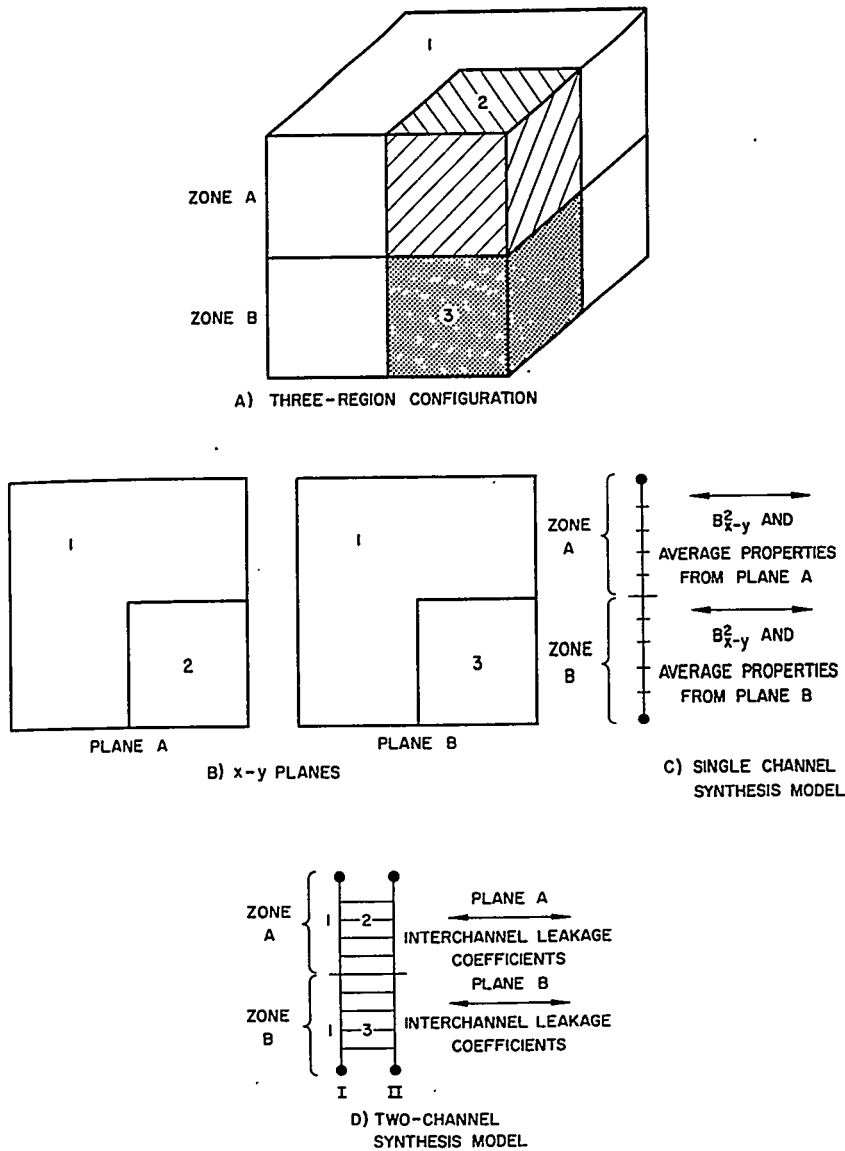 1
2
ZONE A
ZONE B
3
A) THREE-REGION CONFIGURATION
1
2
PLANE A
1
3
PLANE B
B) x-y PLANES
ZONE
A
B²x-y AND
AVERAGE PROPERTIES
FROM PLANE A
ZONE
B
B²x-y AND
AVERAGE PROPERTIES
FROM PLANE B
C) SINGLE CHANNEL
SYNTHESIS MODEL
ZONE
A
1
2
PLANE A
INTERCHANNEL LEAKAGE
COEFFICIENTS
ZONE
B
1
3
PLANE B
INTERCHANNEL LEAKAGE
COEFFICIENTS
I
II
D) TWO-CHANNEL
SYNTHESIS MODEL